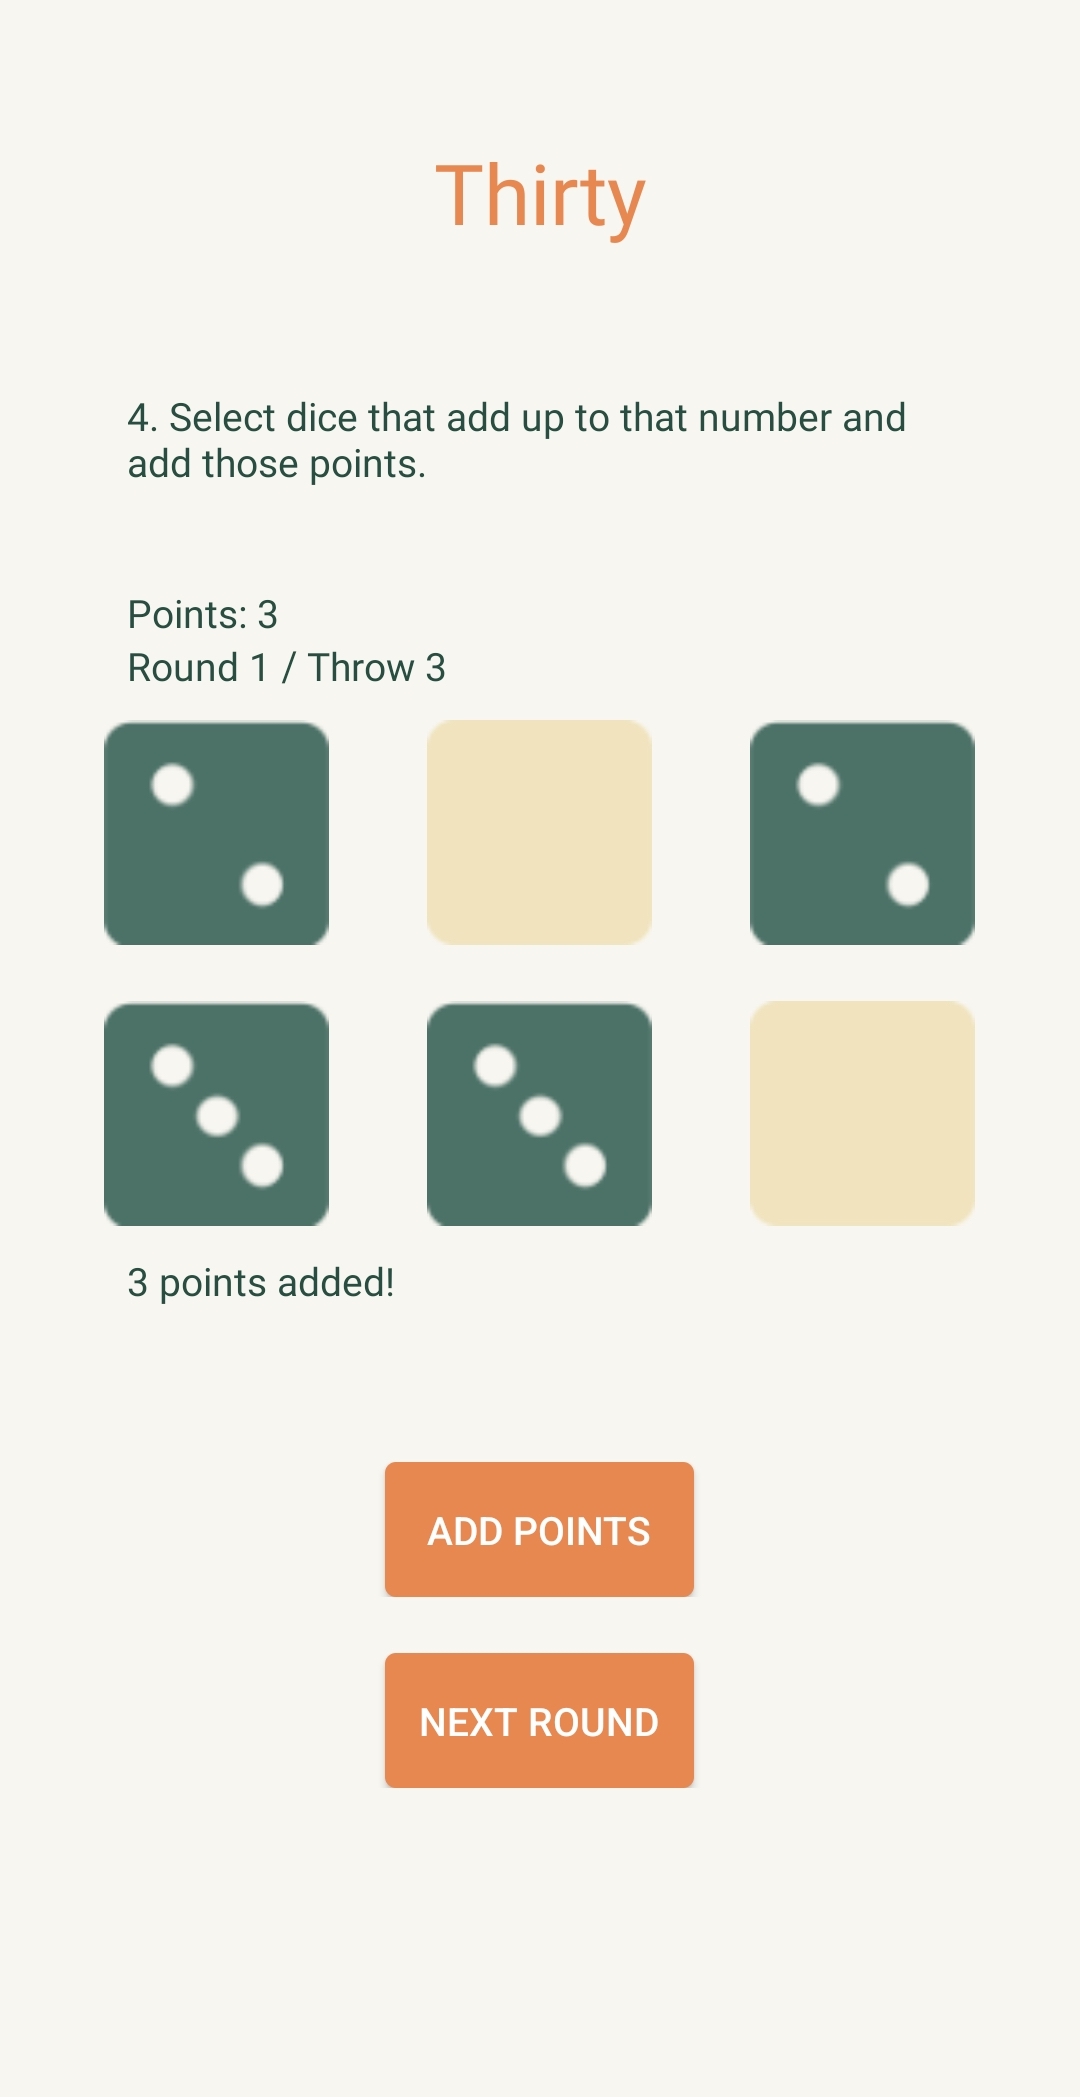 Thirty
4. Select dice that add up to that number and
add those points.
Points: 3
Round 1 / Throw 3
3 points added!
ADD POINTS
NEXT ROUND